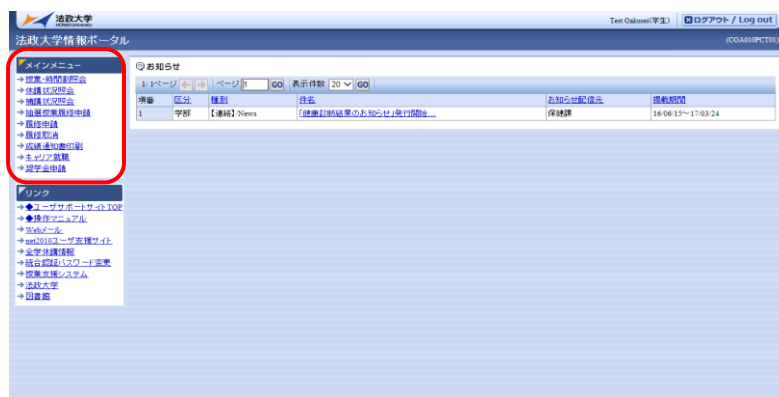 法政大学
HOSEI University
Test Gakusei(学生)
ログアウト / Log out
法政大学情報ポータル
(CGA010PCT01)
メインメニュー
授業・時間割照会
休講状況照会
補講状況照会
抽選授業履修申請
履修申請
履修取消
成績通知書印刷
キャリア就職
奨学金申請
リンク
◆ユーザサポートサイトTOP
◆操作マニュアル
Webメール
net2010ユーザ支援サイト
全学休講情報
統合認証パスワード変更
授業支援システム
法政大学
図書館
お知らせ
1/ 1ページ ページ 1 GO 表示件数 20 GO
項番 区分 種別 件名 お知らせ配信元 掲載期間
1 学部 【連絡】/News 「健康診断結果のお知らせ」発行開始... 保健課 16/06/15～17/03/24